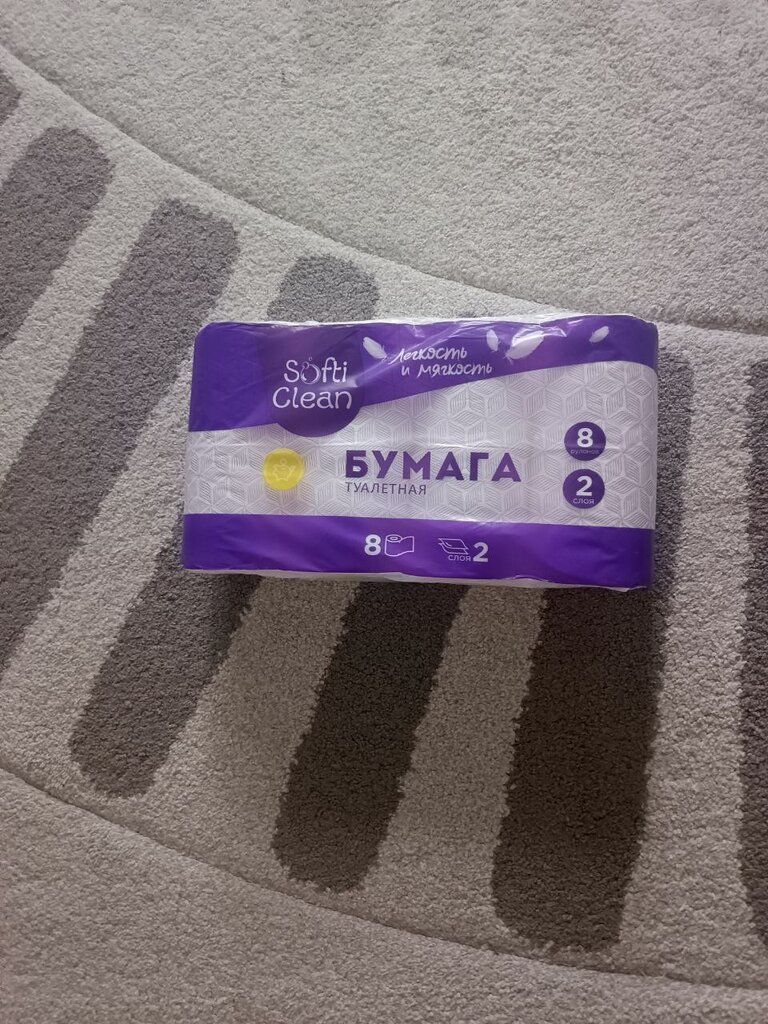 Softi
Clean
Легкость
и мягкость
БУМАГА
ТУАЛЕТНАЯ
8
рулонов
2
слоя
8
слоя 2